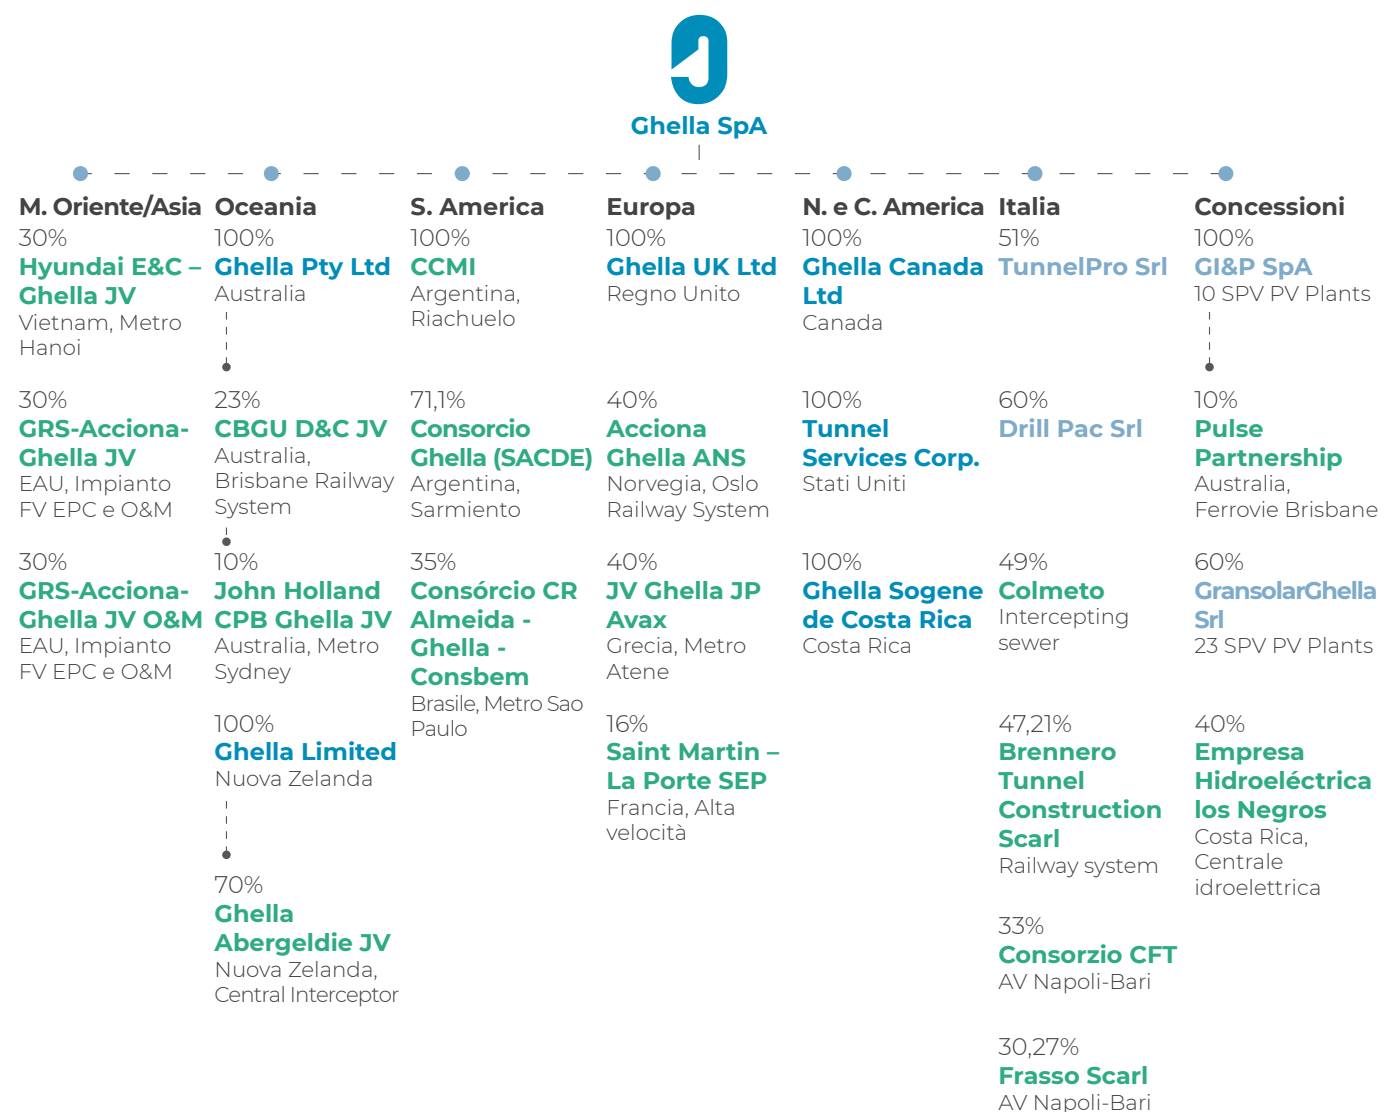 Ghella SpA
M. Oriente/Asia
30%
Hyundai E&C –
Ghella JV
Vietnam, Metro
Hanoi
30%
GRS-Acciona-
Ghella JV
EAU, Impianto
FV EPC e O&M
30%
GRS-Acciona-
Ghella JV O&M
EAU, Impianto
FV EPC e O&M
Oceania
100%
Ghella Pty Ltd
Australia
23%
CBGU D&C JV
Australia,
Brisbane Railway
System
10%
John Holland
CPB Ghella JV
Australia, Metro
Sydney
100%
Ghella Limited
Nuova Zelanda
70%
Ghella
Abergeldie JV
Nuova Zelanda,
Central Interceptor
S. America
100%
CCMI
Argentina,
Riachuelo
71,1%
Consorcio
Ghella (SACDE)
Argentina,
Sarmiento
35%
Consórcio CR
Almeida -
Ghella -
Consbem
Brasile, Metro Sao
Paulo
Europa
100%
Ghella UK Ltd
Regno Unito
40%
Acciona
Ghella ANS
Norvegia, Oslo
Railway System
40%
JV Ghella JP
Avax
Grecia, Metro
Atene
16%
Saint Martin –
La Porte SEP
Francia, Alta
velocità
N. e C. America
100%
Ghella Canada
Ltd
Canada
100%
Tunnel
Services Corp.
Stati Uniti
100%
Ghella Sogene
de Costa Rica
Costa Rica
Italia
51%
TunnelPro Srl
60%
Drill Pac Srl
49%
Colmeto
Intercepting
sewer
47,21%
Brennero
Tunnel
Construction
Scarl
Railway system
33%
Consorzio CFT
AV Napoli-Bari
30,27%
Frasso Scarl
AV Napoli-Bari
Concessioni
100%
GI&P SpA
10 SPV PV Plants
10%
Pulse
Partnership
Australia,
Ferrovie Brisbane
60%
GransolarGhella
Srl
23 SPV PV Plants
40%
Empresa
Hidroeléctrica
los Negros
Costa Rica,
Centrale
idroelettrica